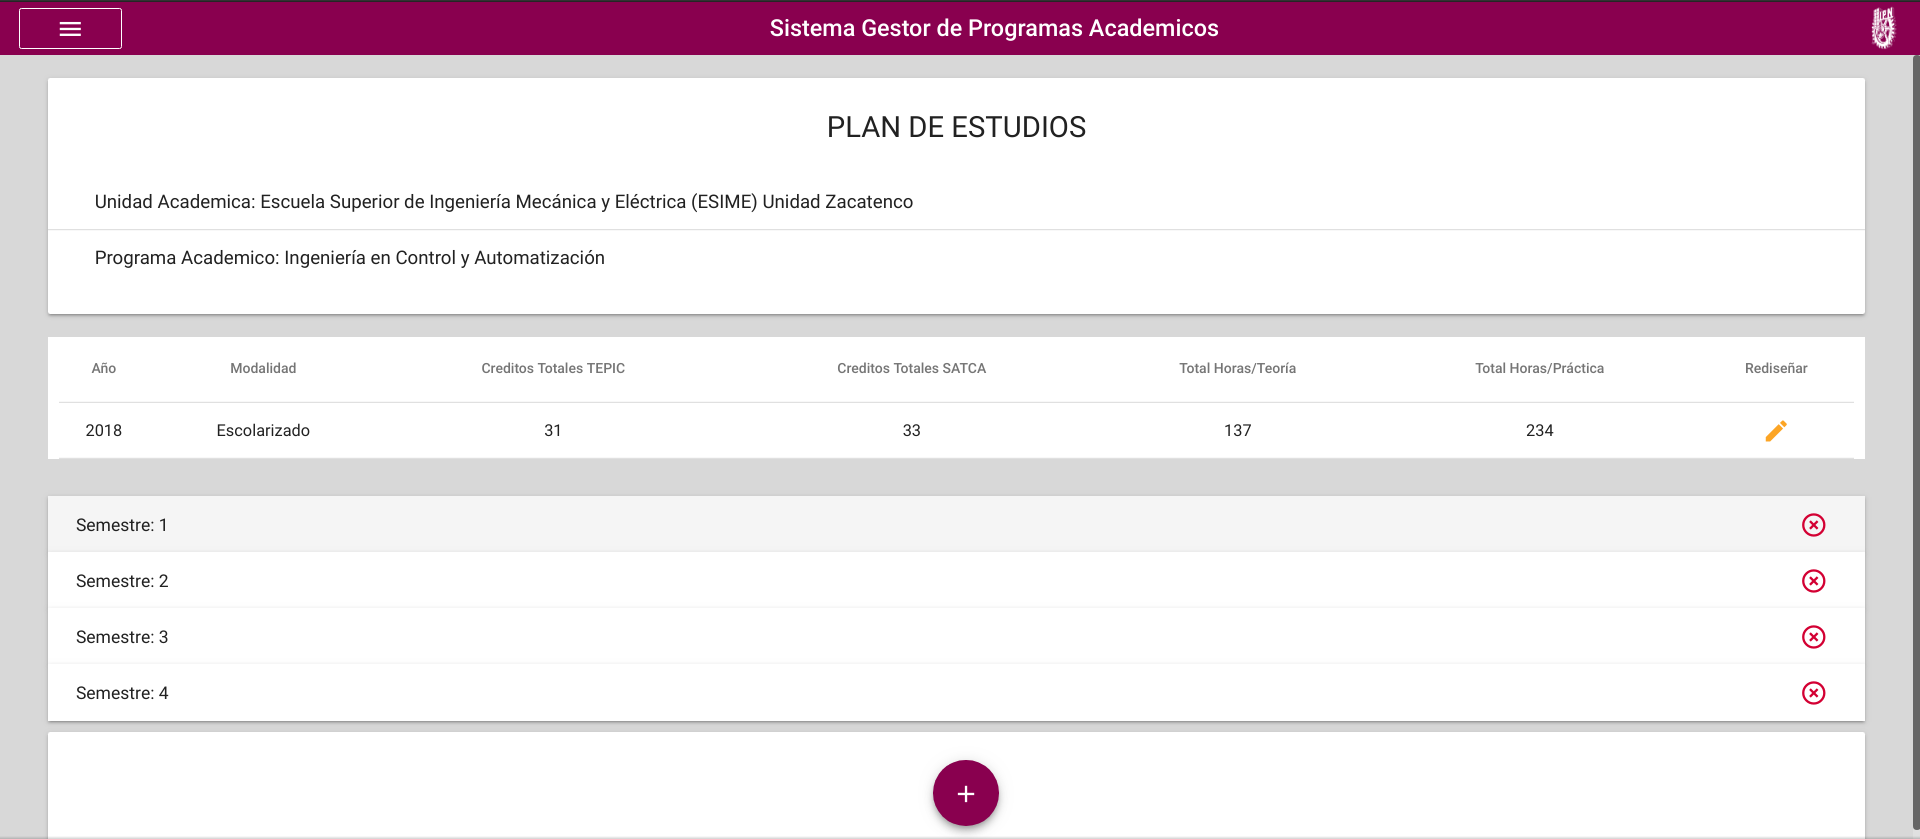 Sistema Gestor de Programas Academicos
PLAN DE ESTUDIOS
Unidad Academica: Escuela Superior de Ingeniería Mecánica y Eléctrica (ESIME) Unidad Zacatenco
Programa Academico: Ingeniería en Control y Automatización
Año Modalidad Creditos Totales TEPIC Creditos Totales SATCA Total Horas/Teoría Total Horas/Práctica Rediseñar
2018 Escolarizado 31 33 137 234
Semestre: 1
Semestre: 2
Semestre: 3
Semestre: 4